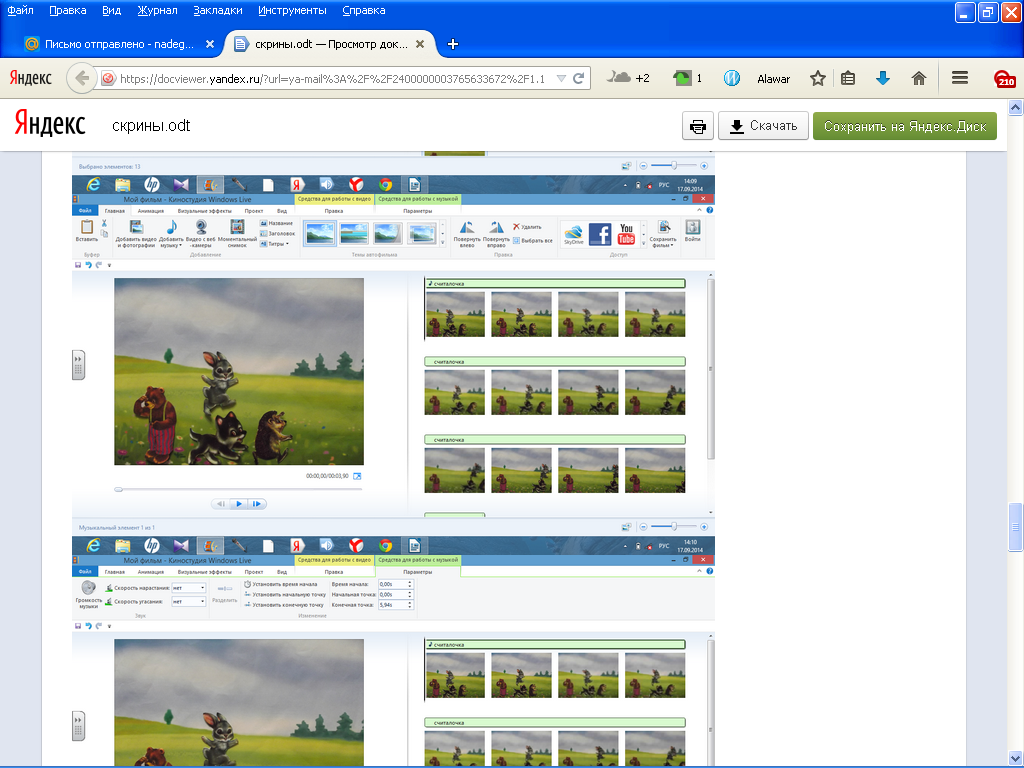 Файл Правка Вид Журнал Закладки Инструменты Справка
Письмо отправлено - nadeg... скрины.odt — Просмотр док...
Яндекс https://docviewer.yandex.ru/?url=ya-mail%3A%2F%2F2400000003765633672%2F1.1 +2 1 Alawar 210
Яндекс скрины.odt Скачать Сохранить на Яндекс.Диск
Выбрано элементов: 13
РУС 14:09
17.09.2014
Мой фильм - Киностудия Windows Live Средства для работы с видео Средства для работы с музыкой
Файл Главная Анимация Визуальные эффекты Проект Вид Правка Параметры
Вставить Добавить видео и фотографии Добавить музыку Видео с веб-камеры Моментальный снимок Название Заголовок Титры Повернуть влево Повернуть вправо Удалить Выбрать все SkyDrive You Tube Сохранить фильм Войти
Буфер Добавление Темы автофильма Правка Доступ
считалочка
считалочка
считалочка
00:00,00/00:03,90
Музыкальный элемент 1 из 1
РУС 14:10
17.09.2014
Мой фильм - Киностудия Windows Live Средства для работы с видео Средства для работы с музыкой
Файл Главная Анимация Визуальные эффекты Проект Вид Правка Параметры
Громкость музыки Скорость нарастания: нет Разделить Установить время начала Время начала: 0,00s
Скорость угасания: нет Установить начальную точку Начальная точка: 0,00s
Установить конечную точку Конечная точка: 5,94s
Звук Изменение
считалочка
считалочка